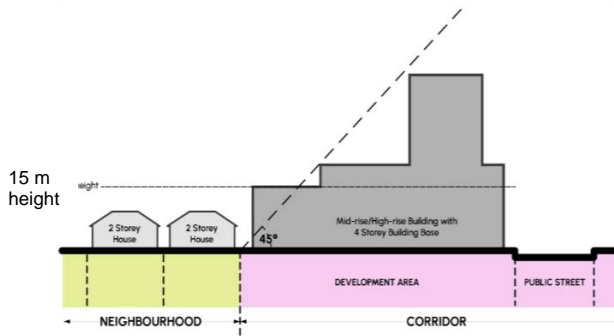 15 m
height
height
2 Storey
House
2 Storey
House
45°
Mid-rise/High-rise Building with
4 Storey Building Base
DEVELOPMENT AREA
PUBLIC STREET
NEIGHBOURHOOD
CORRIDOR